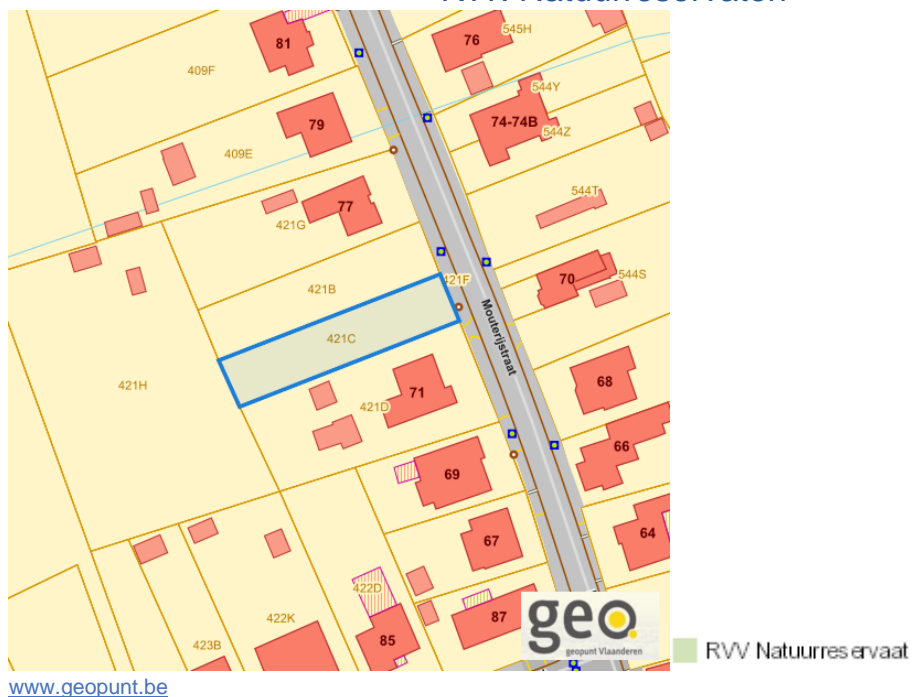 81
76
545H
409F
544Y
79
74-74B
544Z
409E
544T
77
421G
421F
70
544S
421B
Mouterijstraat
421C
421H
68
71
421D
66
69
64
67
422D
422K
87
423B
85
geo.
geopunt Vlaanderen
RVV Natuurreservaat
www.geopunt.be